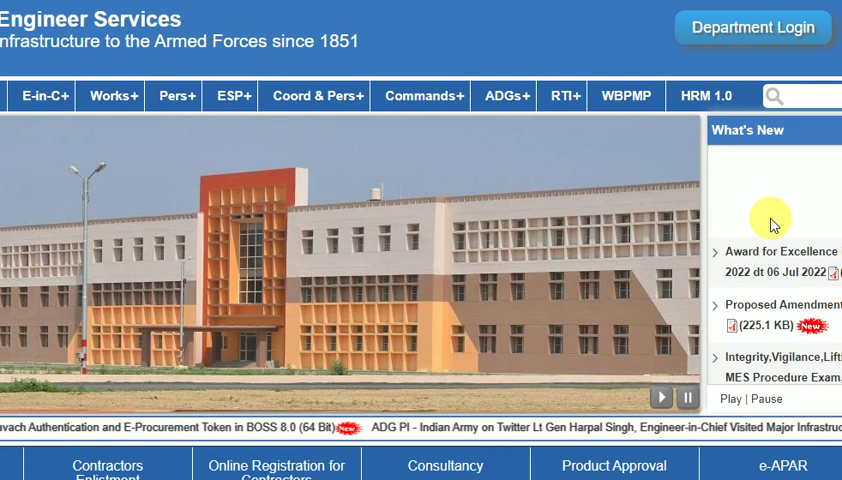 Engineer Services
nfrastructure to the Armed Forces since 1851
Department Login
E-in-C+ Works+ Pers+ ESP+ Coord & Pers+ Commands+ ADGs+ RTI+ WBPMP HRM 1.0
What's New
Award for Excellence
2022 dt 06 Jul 2022
Proposed Amendment
(225.1 KB) New
Integrity,Vigilance,Lifti
MES Procedure Exam,
Play | Pause
uvach Authentication and E-Procurement Token in BOSS 8.0 (64 Bit) New ADG PI - Indian Army on Twitter Lt Gen Harpal Singh, Engineer-in-Chief Visited Major Infrastruc
Contractors Online Registration for Consultancy Product Approval e-APAR
Enlistment Contractors